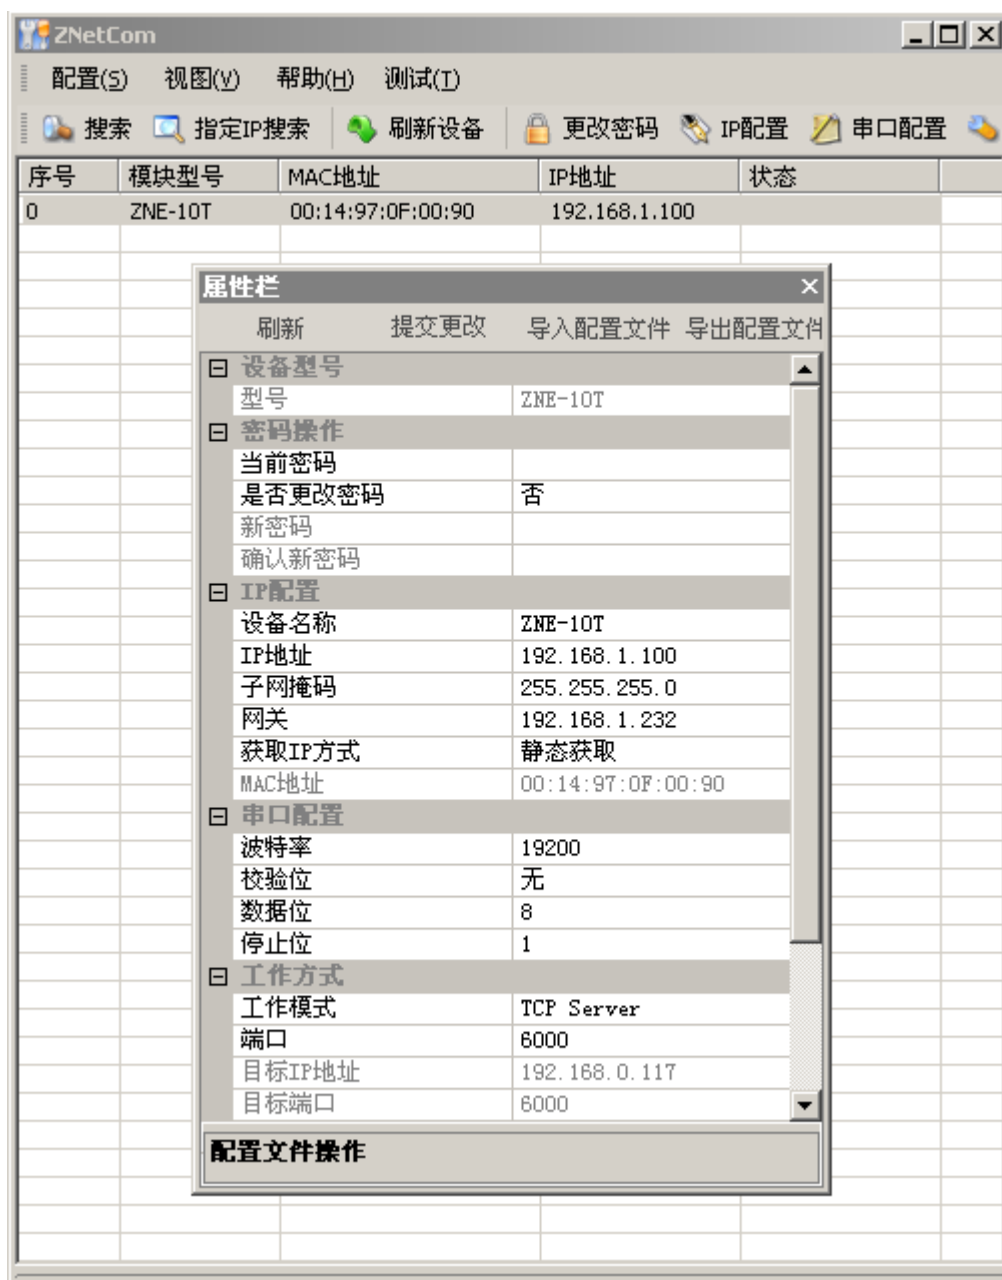 ZNetCom
配置(S) 视图(V) 帮助(H) 测试(T)
搜索 指定IP搜索 刷新设备 更改密码 IP配置 串口配置
序号 模块型号 MAC地址 IP地址 状态
0 ZNE-10T 00:14:97:0F:00:90 192.168.1.100
属性栏
刷新 提交更改 导入配置文件 导出配置文件
设备型号
型号 ZNE-10T
密码操作
当前密码
是否更改密码 否
新密码
确认新密码
IP配置
设备名称 ZNE-10T
IP地址 192.168.1.100
子网掩码 255.255.255.0
网关 192.168.1.232
获取IP方式 静态获取
MAC地址 00:14:97:0F:00:90
串口配置
波特率 19200
校验位 无
数据位 8
停止位 1
工作方式
工作模式 TCP Server
端口 6000
目标IP地址 192.168.0.117
目标端口 6000
配置文件操作